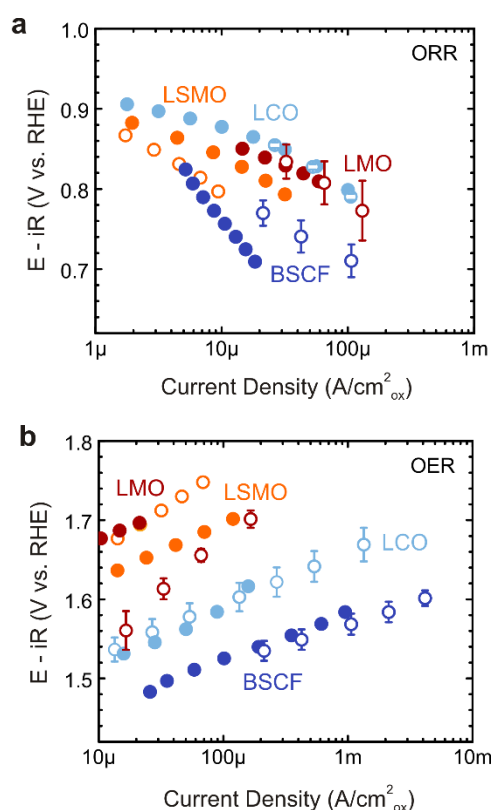 a
1.0
ORR
LSMO
0.9
LCO
LMO
0.8
E - iR (V vs. RHE)
BSCF
0.7
1µ 10µ 100µ 1m
Current Density (A/cm²ox)
b
1.8
OER
LMO
LSMO
1.7
LCO
E - iR (V vs. RHE)
1.6
BSCF
1.5
10µ 100µ 1m 10m
Current Density (A/cm²ox)